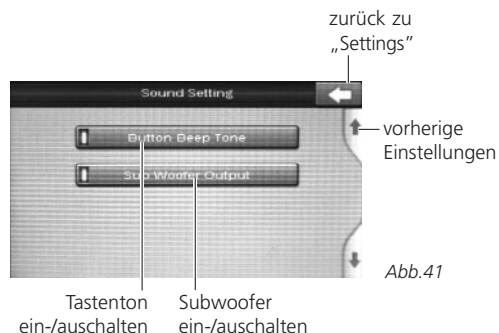 zurück zu
„Settings”
Sound Setting
vorherige
Einstellungen
Button Beep Tone
Sub Woofer Output
Abb.41
Tastenton
ein-/auschalten
Subwoofer
ein-/auschalten